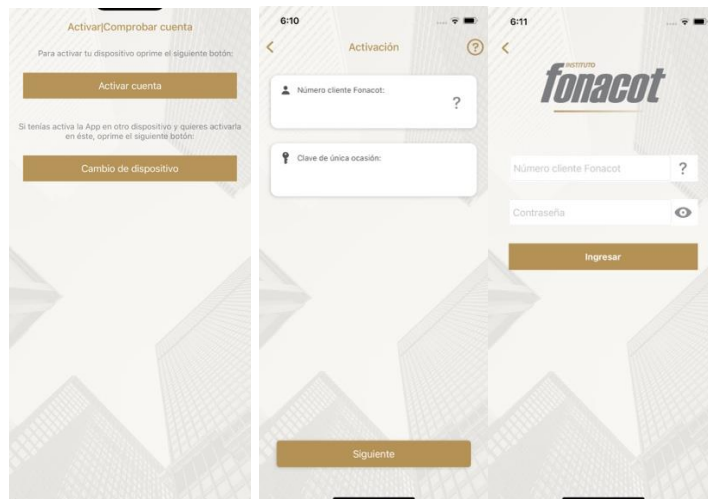 Activar|Comprobar cuenta
Para activar tu dispositivo oprime el siguiente botón:
Activar cuenta
Si tenías activa la App en otro dispositivo y quieres activarla
en éste, oprime el siguiente botón:
Cambio de dispositivo
6:10
Activación
?
Número cliente Fonacot:
?
Clave de única ocasión:
Siguiente
6:11
INSTITUTO
fonacot
Número cliente Fonacot
?
Contraseña
Ingresar